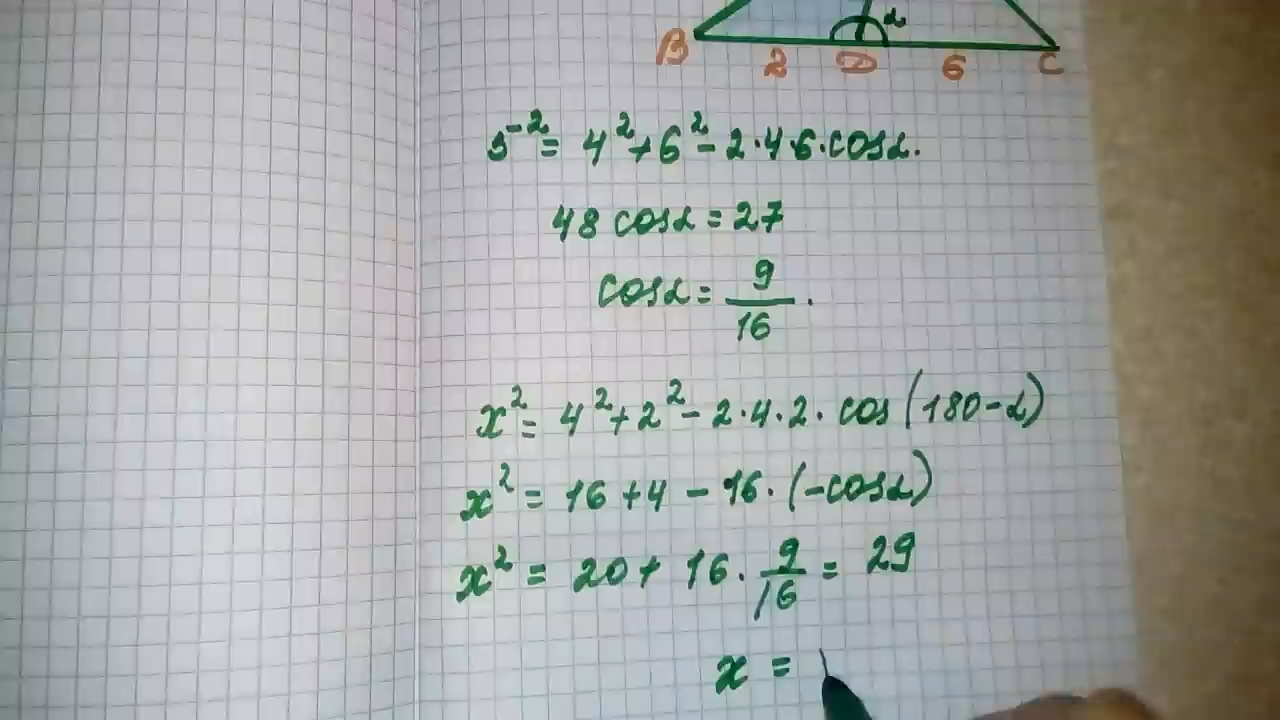 α
B 2 D 6 C
5² = 4² + 6² - 2·4·6·cosα.
48 cosα = 27
cosα = 9/16.
x² = 4² + 2² - 2·4·2·cos(180-α)
x² = 16 + 4 - 16·(-cosα)
x² = 20 + 16·9/16 = 29
x =